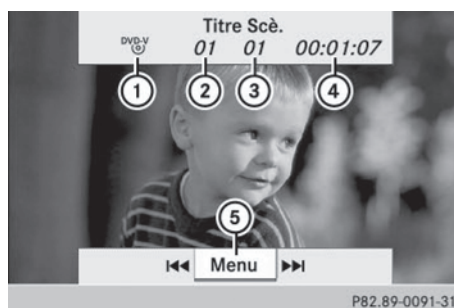 Titre Scè.
DVD-V 01 01 00:01:07
1 2 3 4
5
Menu
P82.89-0091-31